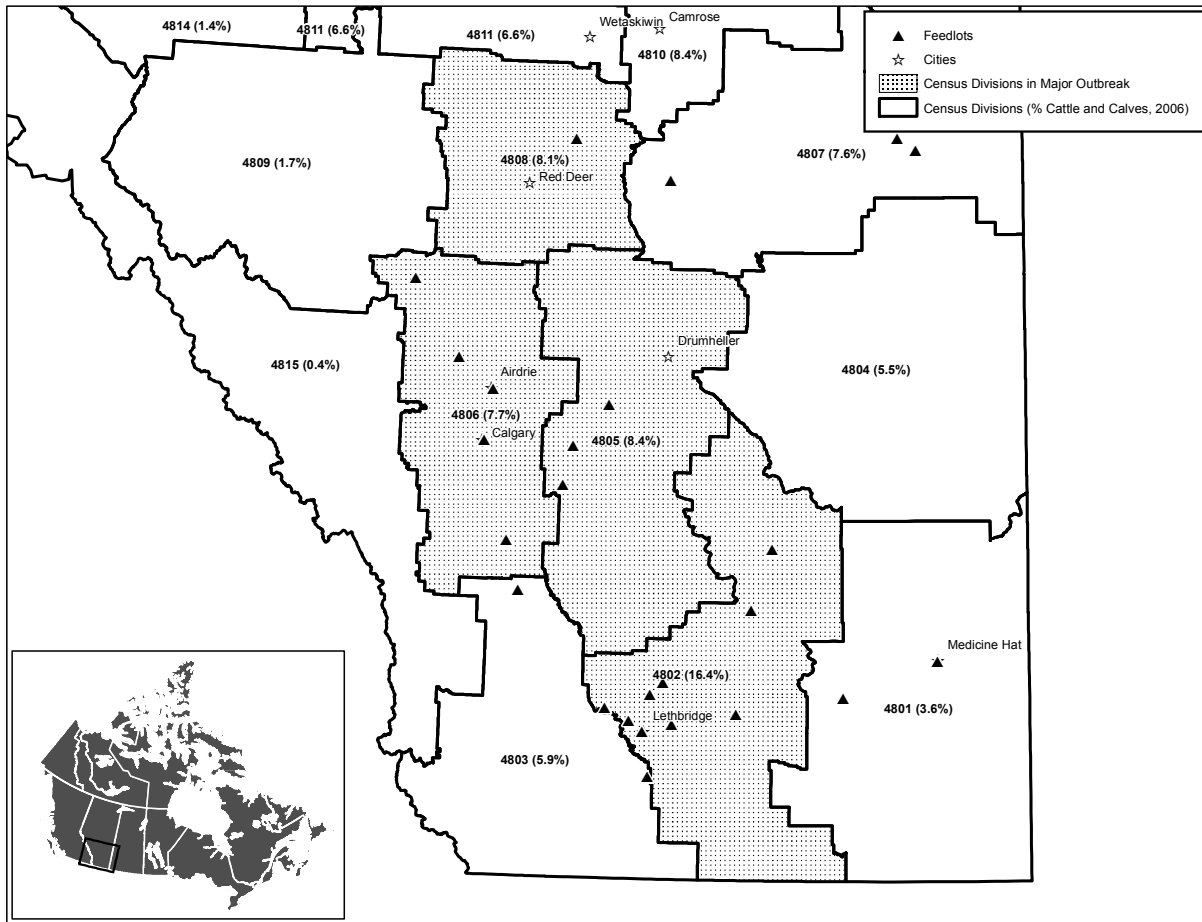 4814 (1.4%)
4811 (6.6%)
4811 (6.6%)
Wetaskiwin
Camrose
4810 (8.4%)
Feedlots
Cities
Census Divisions in Major Outbreak
Census Divisions (% Cattle and Calves, 2006)
4809 (1.7%)
4808 (8.1%)
Red Deer
4807 (7.6%)
Drumheller
4815 (0.4%)
Airdrie
4804 (5.5%)
4806 (7.7%)
Calgary
4805 (8.4%)
Medicine Hat
4802 (16.4%)
Lethbridge
4801 (3.6%)
4803 (5.9%)